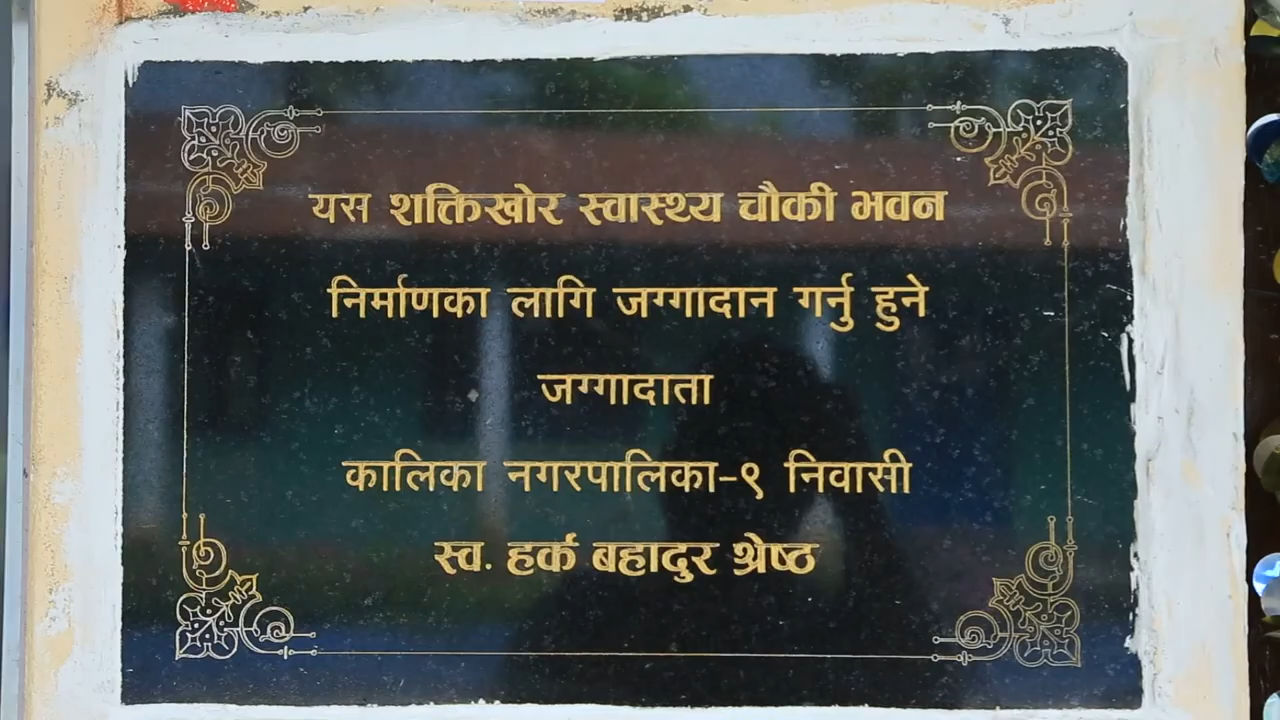 यस शक्तिखोर स्वास्थ्य चौकी भवन
निर्माणका लागि जग्गादान गर्नु हुने
जग्गादाता
कालिका नगरपालिका-९ निवासी
स्व. हर्क बहादुर श्रेष्ठ